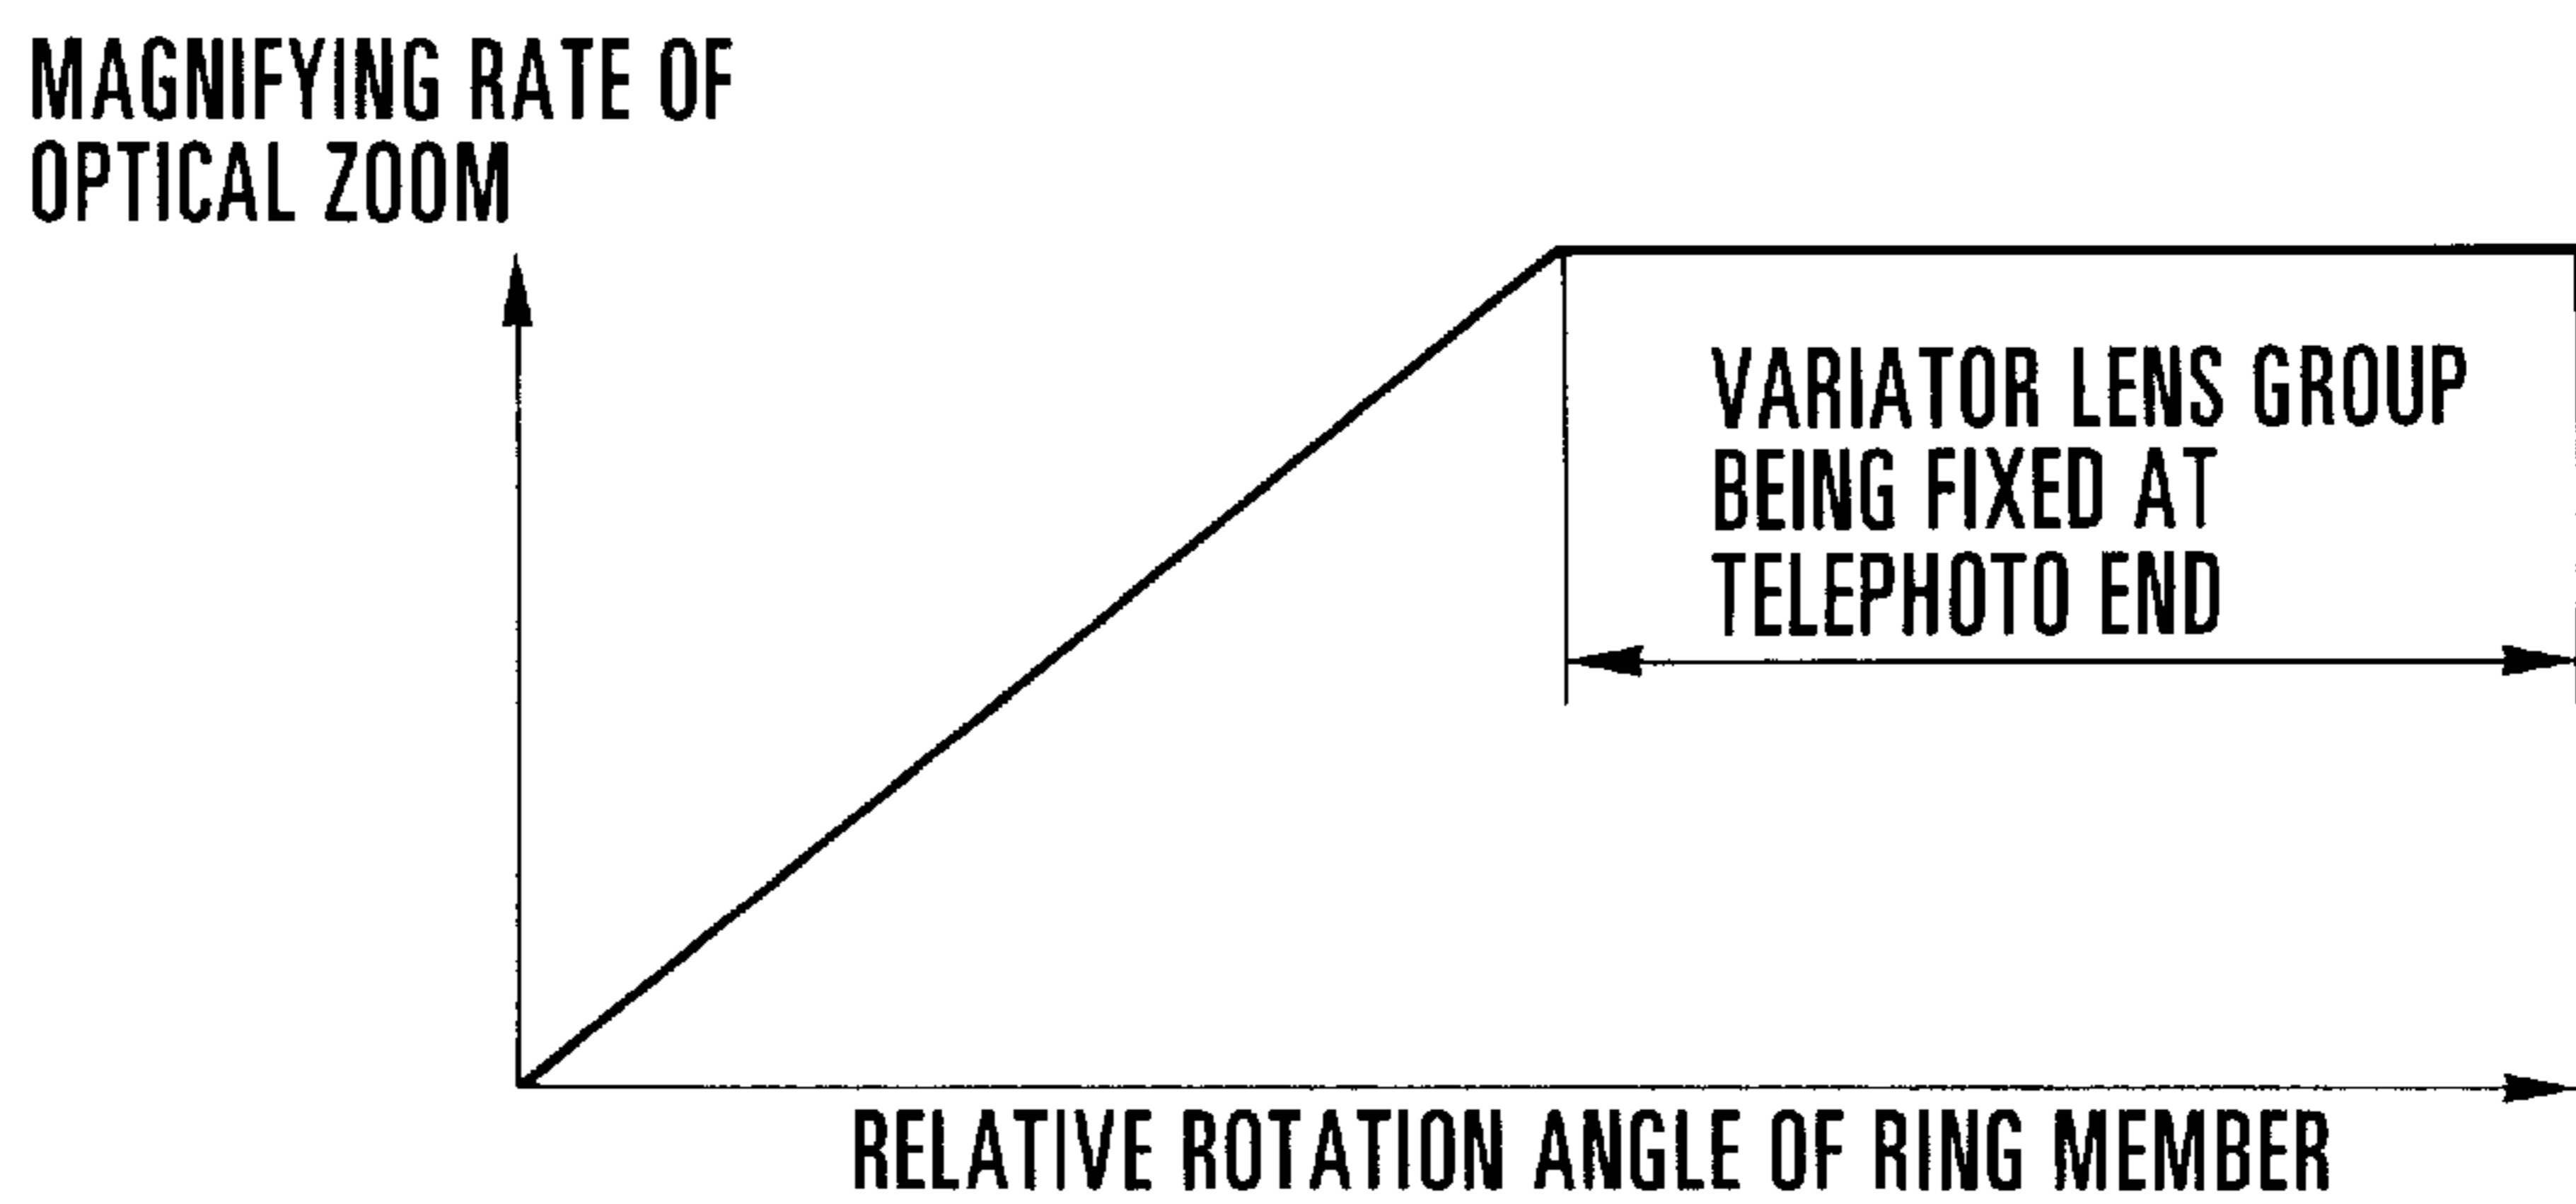 MAGNIFYING RATE OF
OPTICAL ZOOM
VARIATOR LENS GROUP
BEING FIXED AT
TELEPHOTO END
RELATIVE ROTATION ANGLE OF RING MEMBER